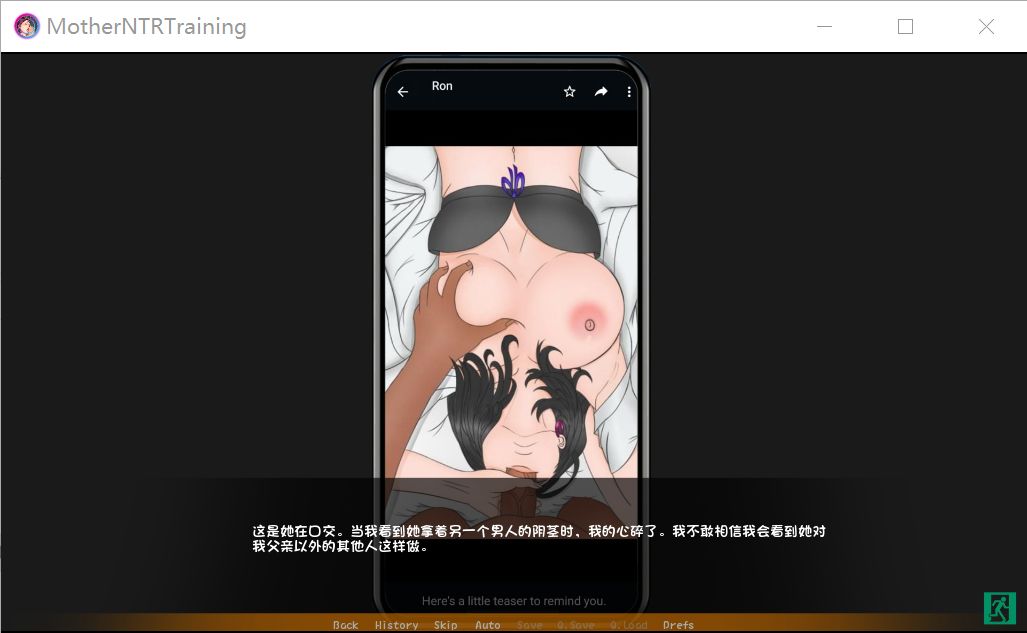 MotherNTRTraining
Ron
这是她在口交。当我看到她拿着另一个男人的阴茎时，我的心碎了。我不敢相信我会看到她对
我父亲以外的其他人这样做。
Here's a little teaser to remind you.
Back History Skip Auto Save Q.Save Q.Load Prefs